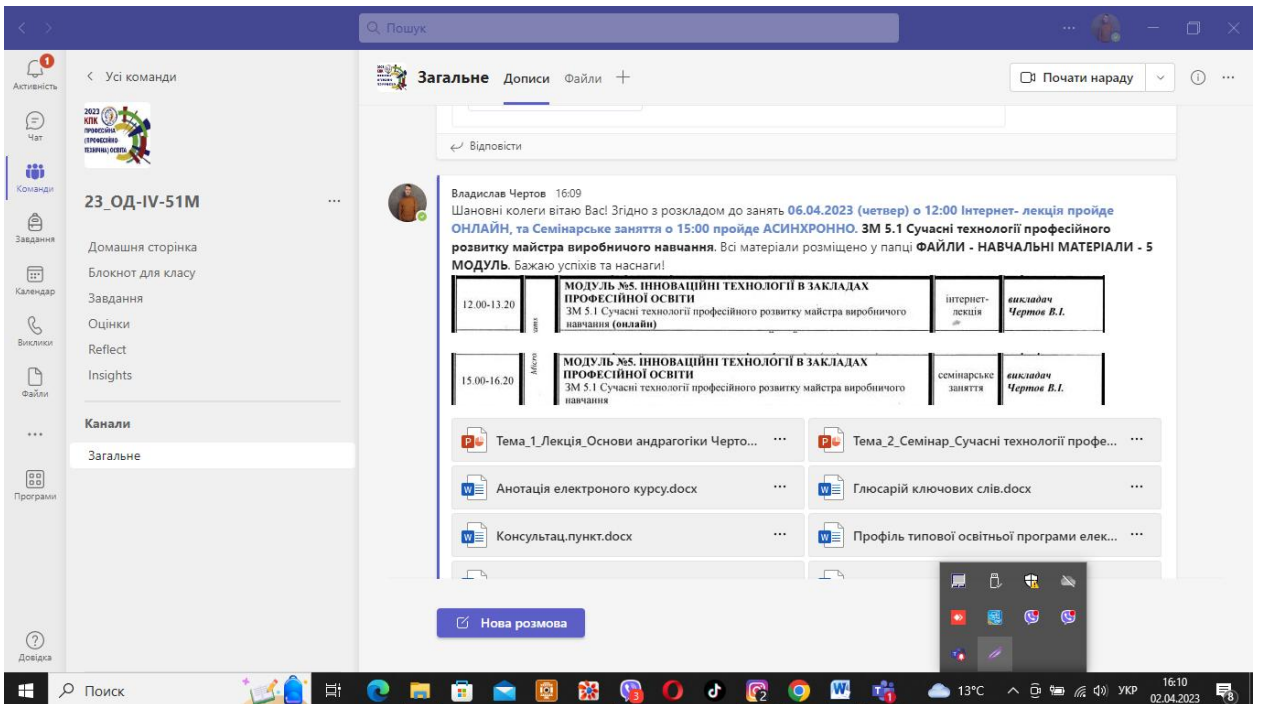 Пошук
Активність
Чат
Команди
Завдання
Календар
Виклики
Файли
Програми
Довідка
Усі команди
2023
КПК
ПРОФЕСІЙНА
(ПРОФЕСІЙНО
ТЕХНІЧНА) ОСВІТА
23_ОД-IV-51М
Домашня сторінка
Блокнот для класу
Завдання
Оцінки
Reflect
Insights
Канали
Загальне
Загальне Дописи Файли
Почати нараду
Відповісти
Владислав Чертов 16:09
Шановні колеги вітаю Вас! Згідно з розкладом до занять 06.04.2023 (четвер) о 12:00 Інтернет- лекція пройде
ОНЛАЙН, та Семінарське заняття о 15:00 пройде АСИНХРОННО. ЗМ 5.1 Сучасні технології професійного
розвитку майстра виробничого навчання. Всі матеріали розміщено у папці ФАЙЛИ - НАВЧАЛЬНІ МАТЕРІАЛИ - 5
МОДУЛЬ. Бажаю успіхів та наснаги!
12.00-13.20
МОДУЛЬ №5. ІННОВАЦІЙНІ ТЕХНОЛОГІЇ В ЗАКЛАДАХ
ПРОФЕСІЙНОЇ ОСВІТИ
ЗМ 5.1 Сучасні технології професійного розвитку майстра виробничого
навчання (онлайн)
інтернет-
лекція
викладач
Чертов В.І.
15.00-16.20
Micro
МОДУЛЬ №5. ІННОВАЦІЙНІ ТЕХНОЛОГІЇ В ЗАКЛАДАХ
ПРОФЕСІЙНОЇ ОСВІТИ
ЗМ 5.1 Сучасні технології професійного розвитку майстра виробничого
навчання
семінарське
заняття
викладач
Чертов В.І.
Тема_1_Лекція_Основи андрагогіки Черто...
Тема_2_Семінар_Сучасні технології профе...
Анотація електроного курсу.docx
Глюсарій ключових слів.docx
Консультац.пункт.docx
Профіль типової освітньої програми елек...
Нова розмова
Поиск
13°C
УКР
16:10
02.04.2023